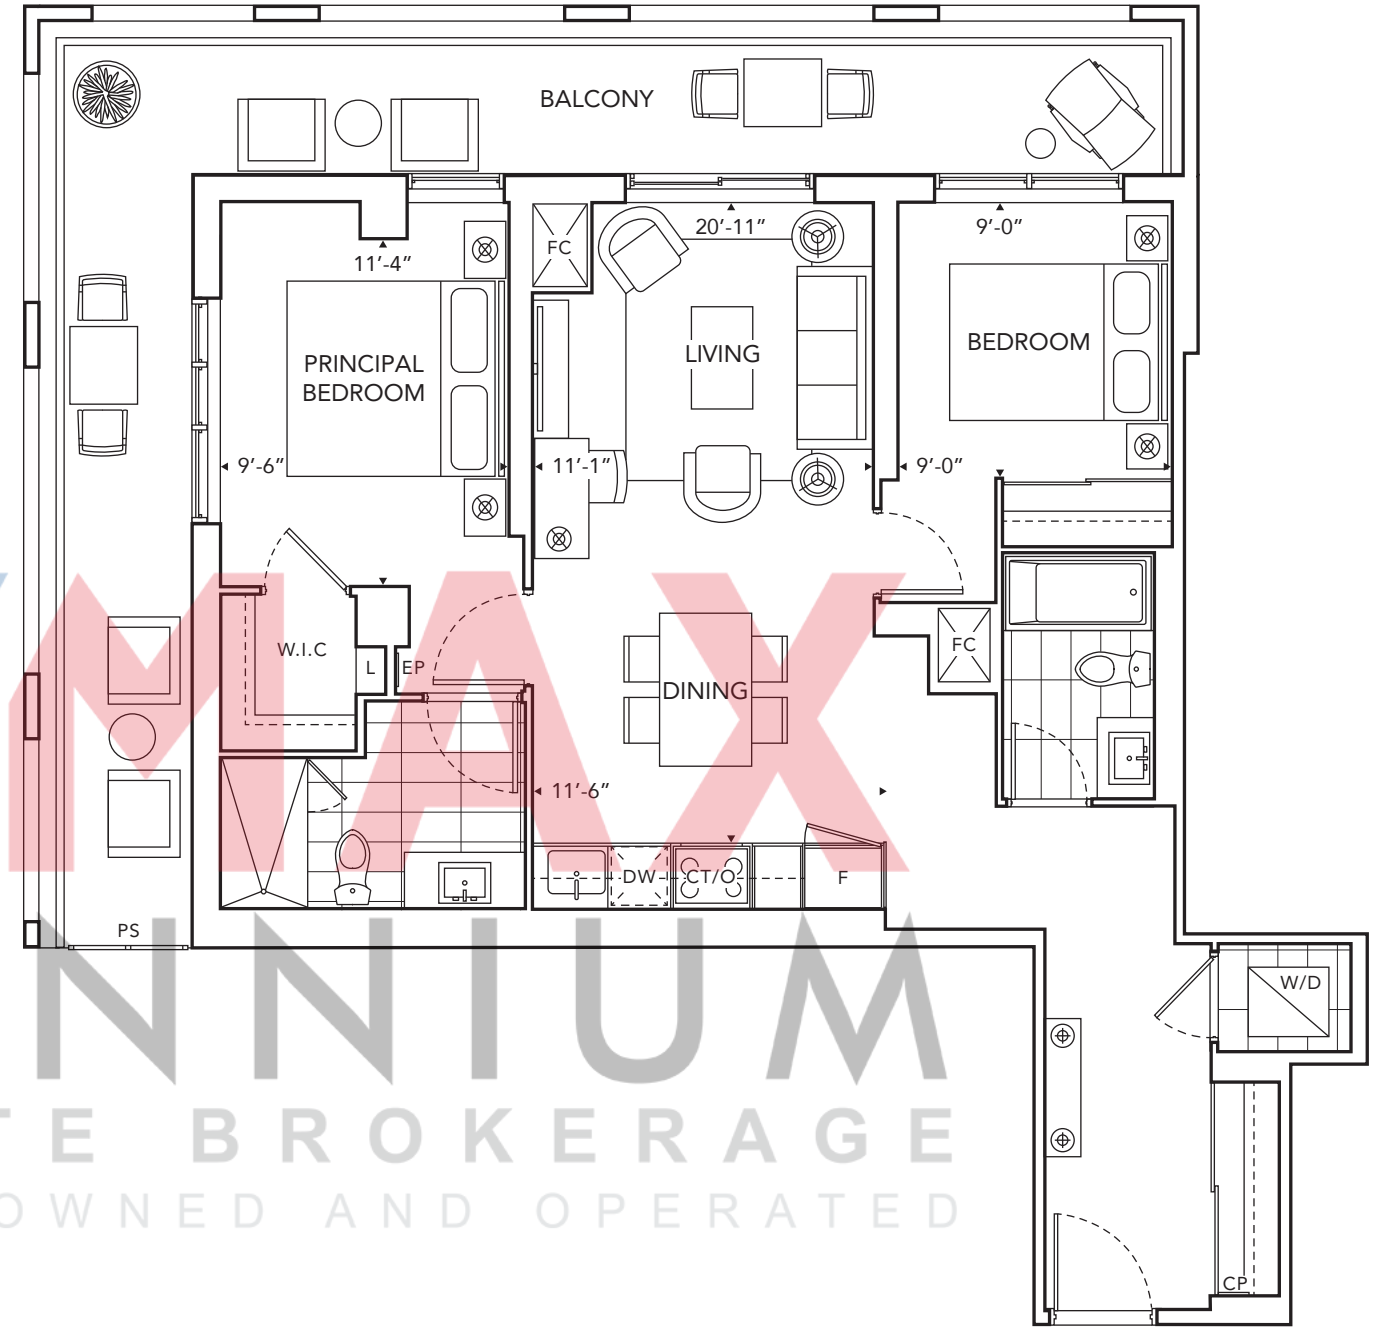 BALCONY
FC
20'-11"
9'-0"
11'-4"
LIVING
BEDROOM
PRINCIPAL
BEDROOM
9'-6"
11'-1"
9'-0"
W.I.C
L
EP
FC
DINING
MAX
11'-6"
DW
CT/O
F
PS
NNIUM
W/D
TE BROKERAGE
OWNED AND OPERATED
CP